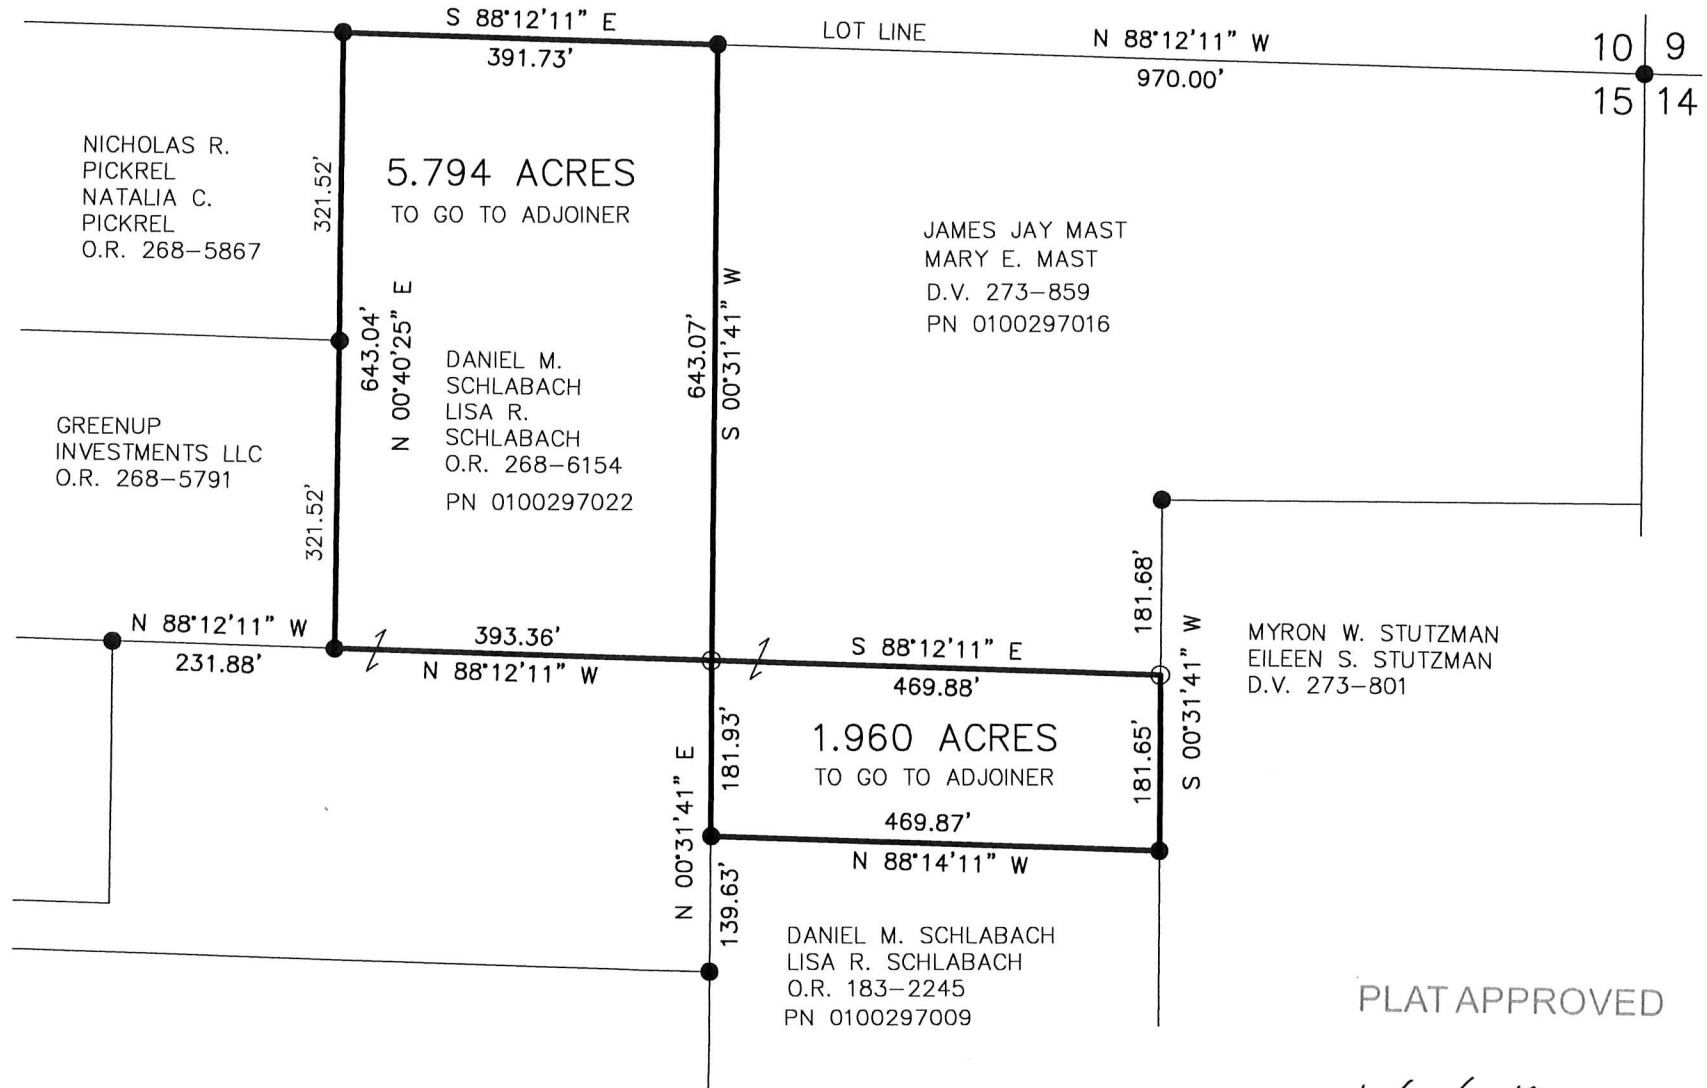 S 88°12'11" E
391.73'
LOT LINE
N 88°12'11" W
970.00'
10 9
15 14
NICHOLAS R.
PICKREL
NATALIA C.
PICKREL
O.R. 268-5867
321.52'
5.794 ACRES
TO GO TO ADJOINER
JAMES JAY MAST
MARY E. MAST
D.V. 273-859
PN 0100297016
643.04'
N 00°40'25" E
643.07'
S 00°31'41" W
DANIEL M.
SCHLABACH
LISA R.
SCHLABACH
O.R. 268-6154
PN 0100297022
GREENUP
INVESTMENTS LLC
O.R. 268-5791
321.52'
181.68'
N 88°12'11" W
231.88'
393.36'
N 88°12'11" W
S 88°12'11" E
469.88'
S 00°31'41" W
MYRON W. STUTZMAN
EILEEN S. STUTZMAN
D.V. 273-801
N 00°31'41" E
181.93'
1.960 ACRES
TO GO TO ADJOINER
181.65'
469.87'
N 88°14'11" W
139.63'
DANIEL M. SCHLABACH
LISA R. SCHLABACH
O.R. 183-2245
PN 0100297009
PLAT APPROVED